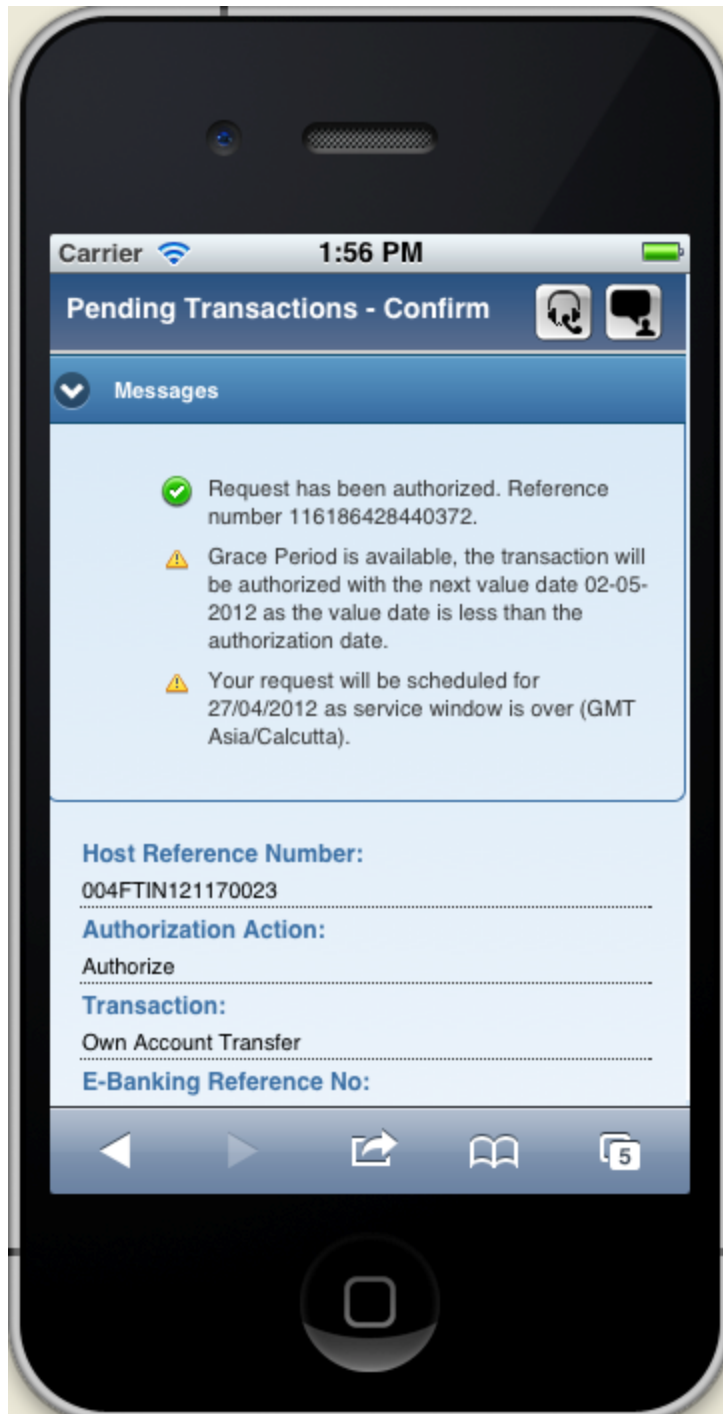 Carrier 1:56 PM
Pending Transactions - Confirm
Messages
Request has been authorized. Reference
number 116186428440372.
Grace Period is available, the transaction will
be authorized with the next value date 02-05-
2012 as the value date is less than the
authorization date.
Your request will be scheduled for
27/04/2012 as service window is over (GMT
Asia/Calcutta).
Host Reference Number:
004FTIN121170023
Authorization Action:
Authorize
Transaction:
Own Account Transfer
E-Banking Reference No:
5